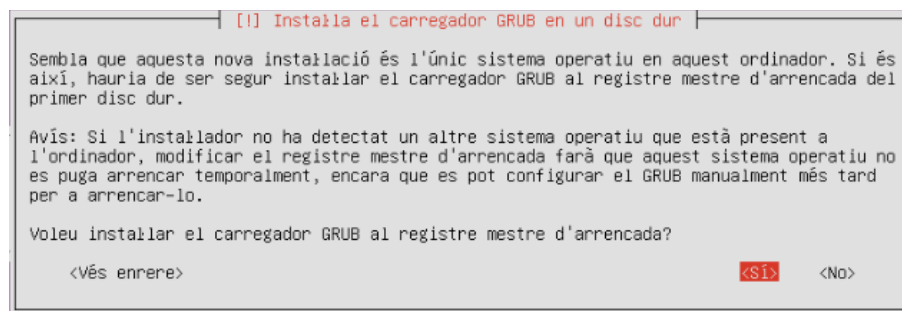 [!] Instaŀla el carregador GRUB en un disc dur
Sembla que aquesta nova instaŀlació és l'únic sistema operatiu en aquest ordinador. Si és
així, hauria de ser segur instaŀlar el carregador GRUB al registre mestre d'arrencada del
primer disc dur.
Avís: Si l'instaŀlador no ha detectat un altre sistema operatiu que està present a
l'ordinador, modificar el registre mestre d'arrencada farà que aquest sistema operatiu no
es puga arrencar temporalment, encara que es pot configurar el GRUB manualment més tard
per a arrencar-lo.
Voleu instaŀlar el carregador GRUB al registre mestre d'arrencada?
<Vés enrere> <Sí> <No>